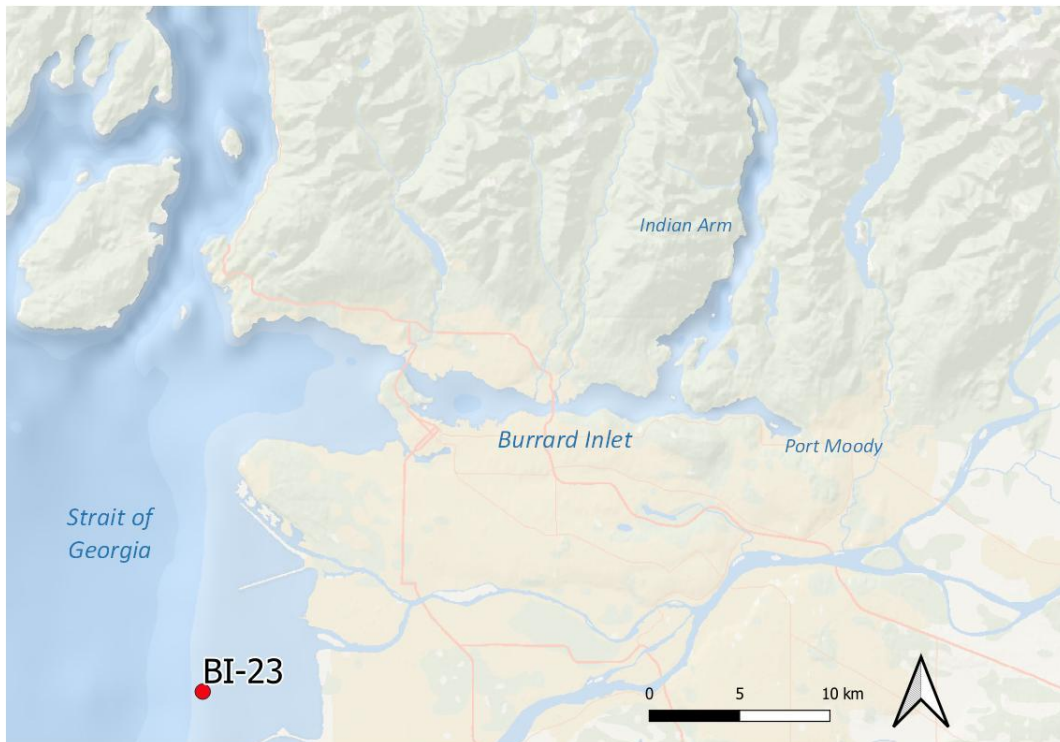 Indian Arm
Burrard Inlet
Port Moody
Strait of
Georgia
BI-23
0 5 10 km